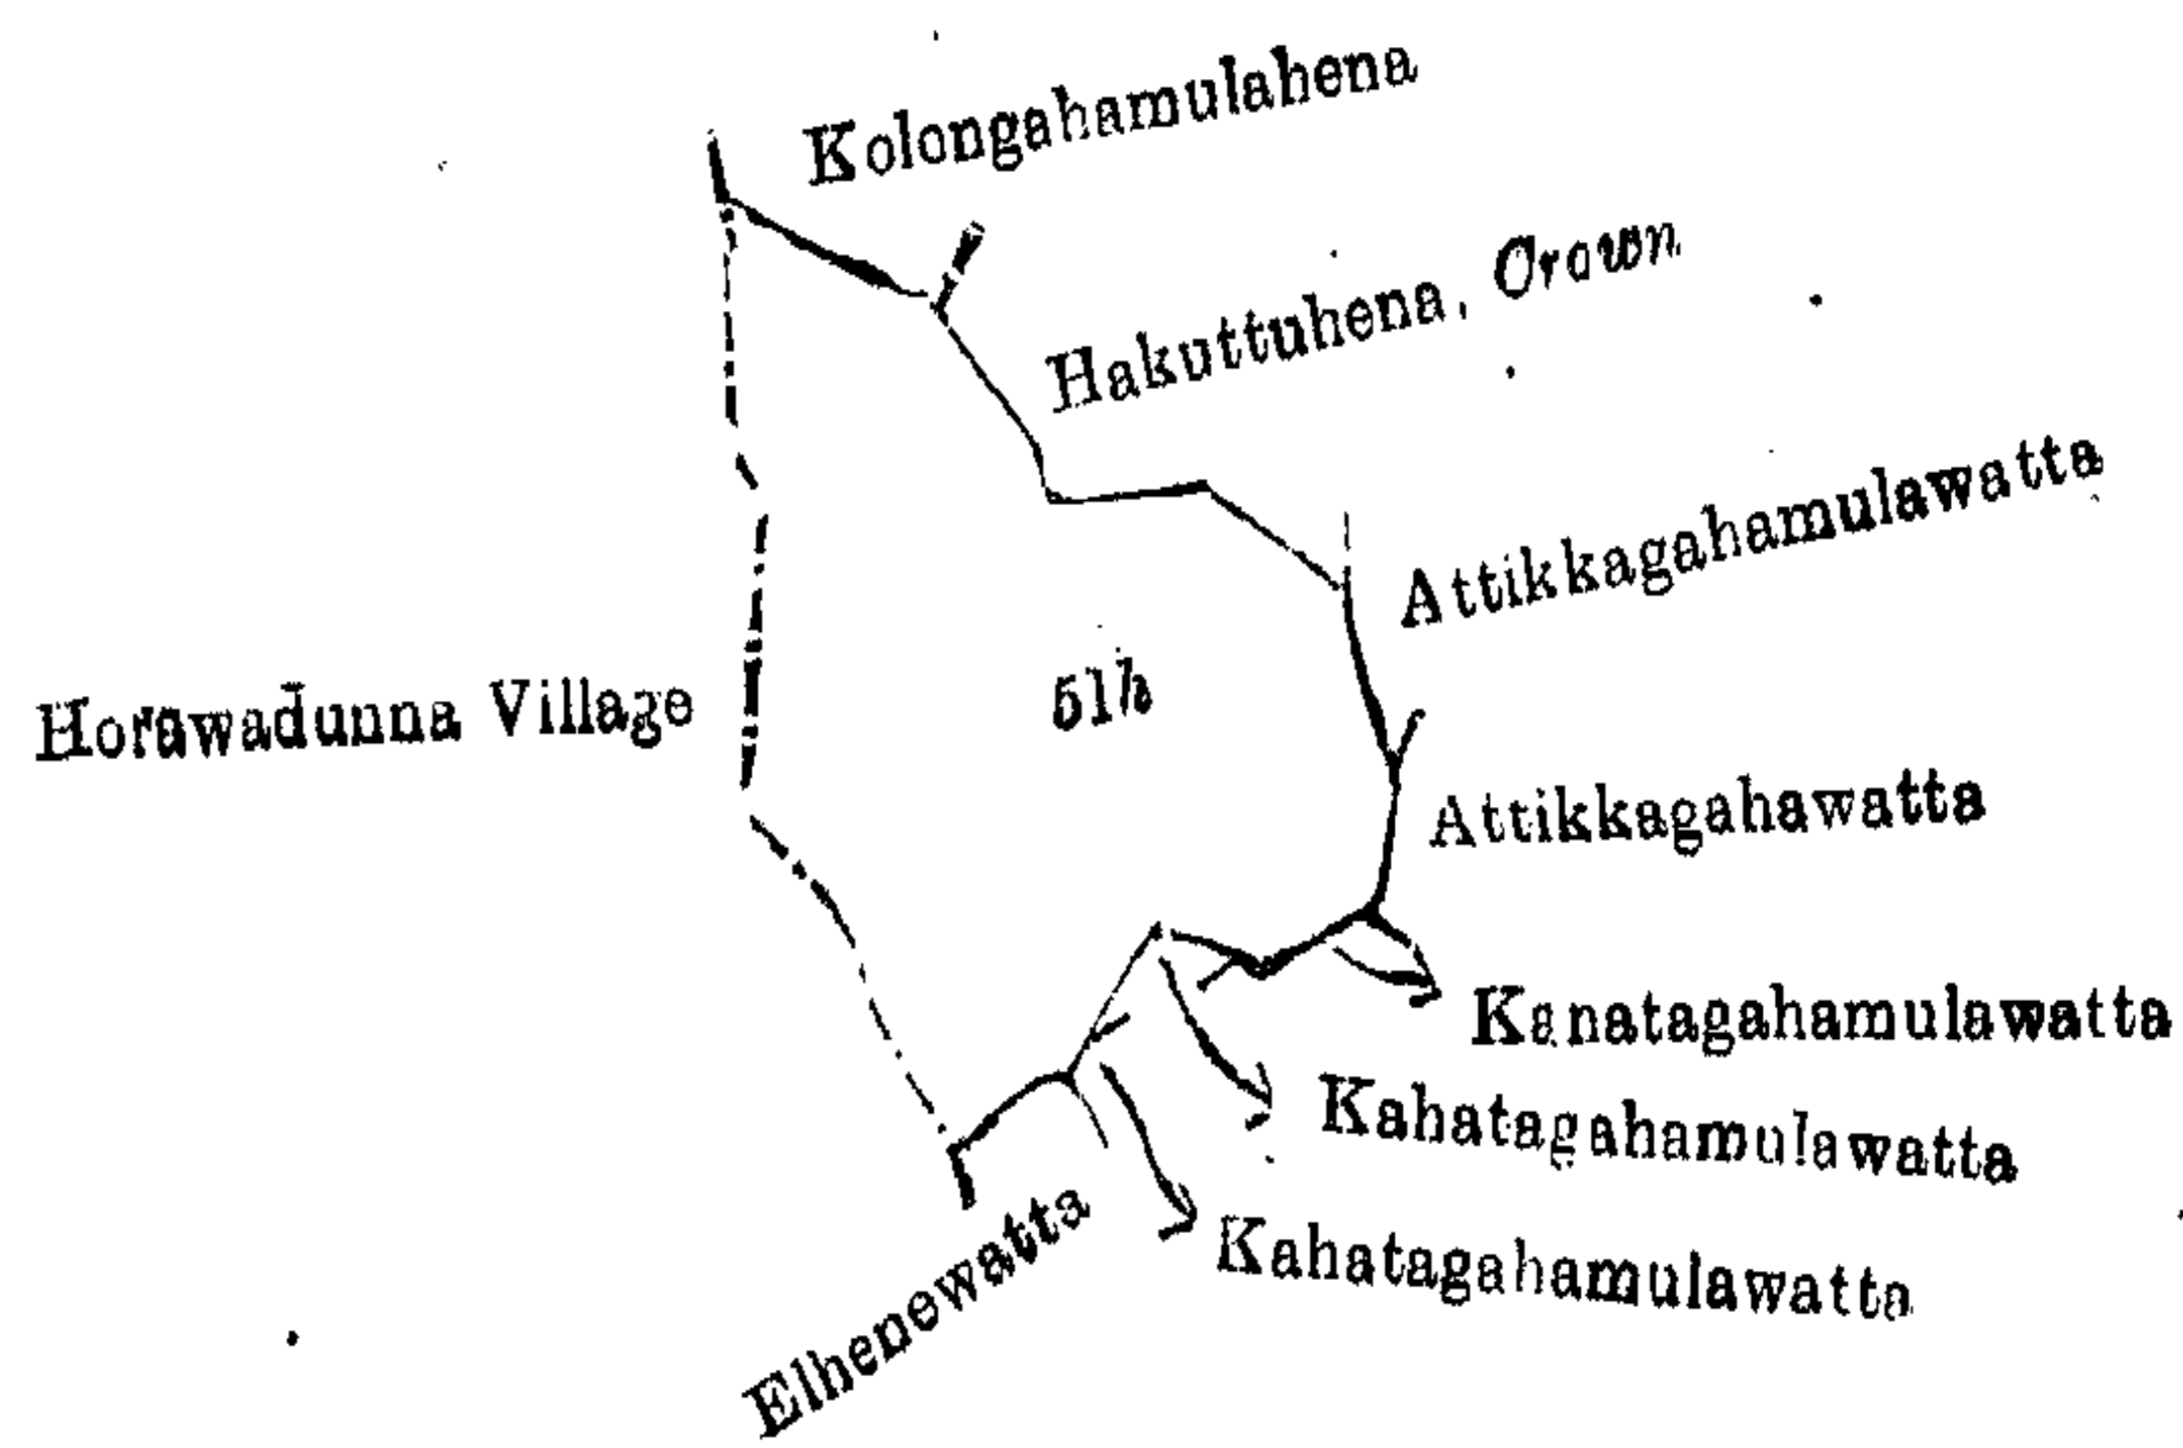 Kolongahamulahena
Hakuttuhena, Crown
Attikkagahamulawatta
51h
Horawadunna Village
Attikkagahawatta
Kanatagahamulawatta
Kahatagahamulawatta
Kahatagahamulawatta
Elhenewatta